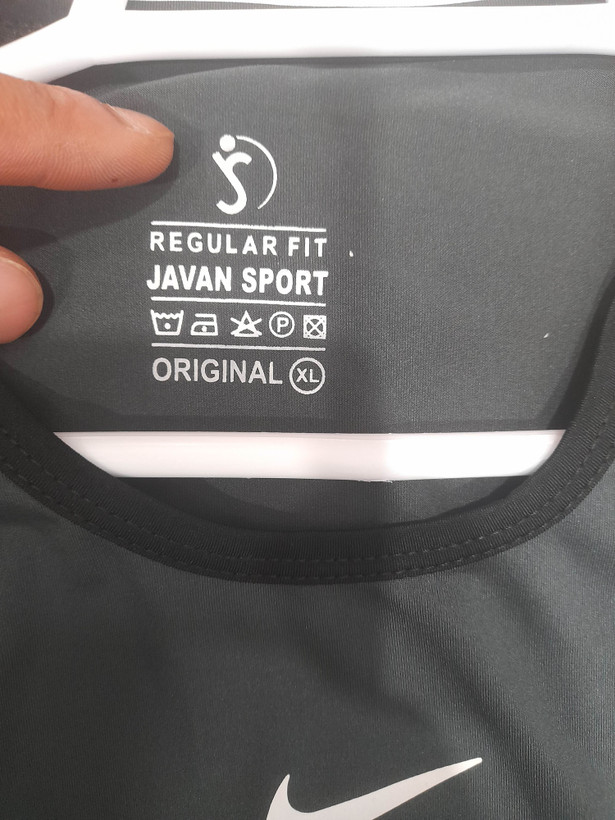 REGULAR FIT
JAVAN SPORT
P
ORIGINAL XL